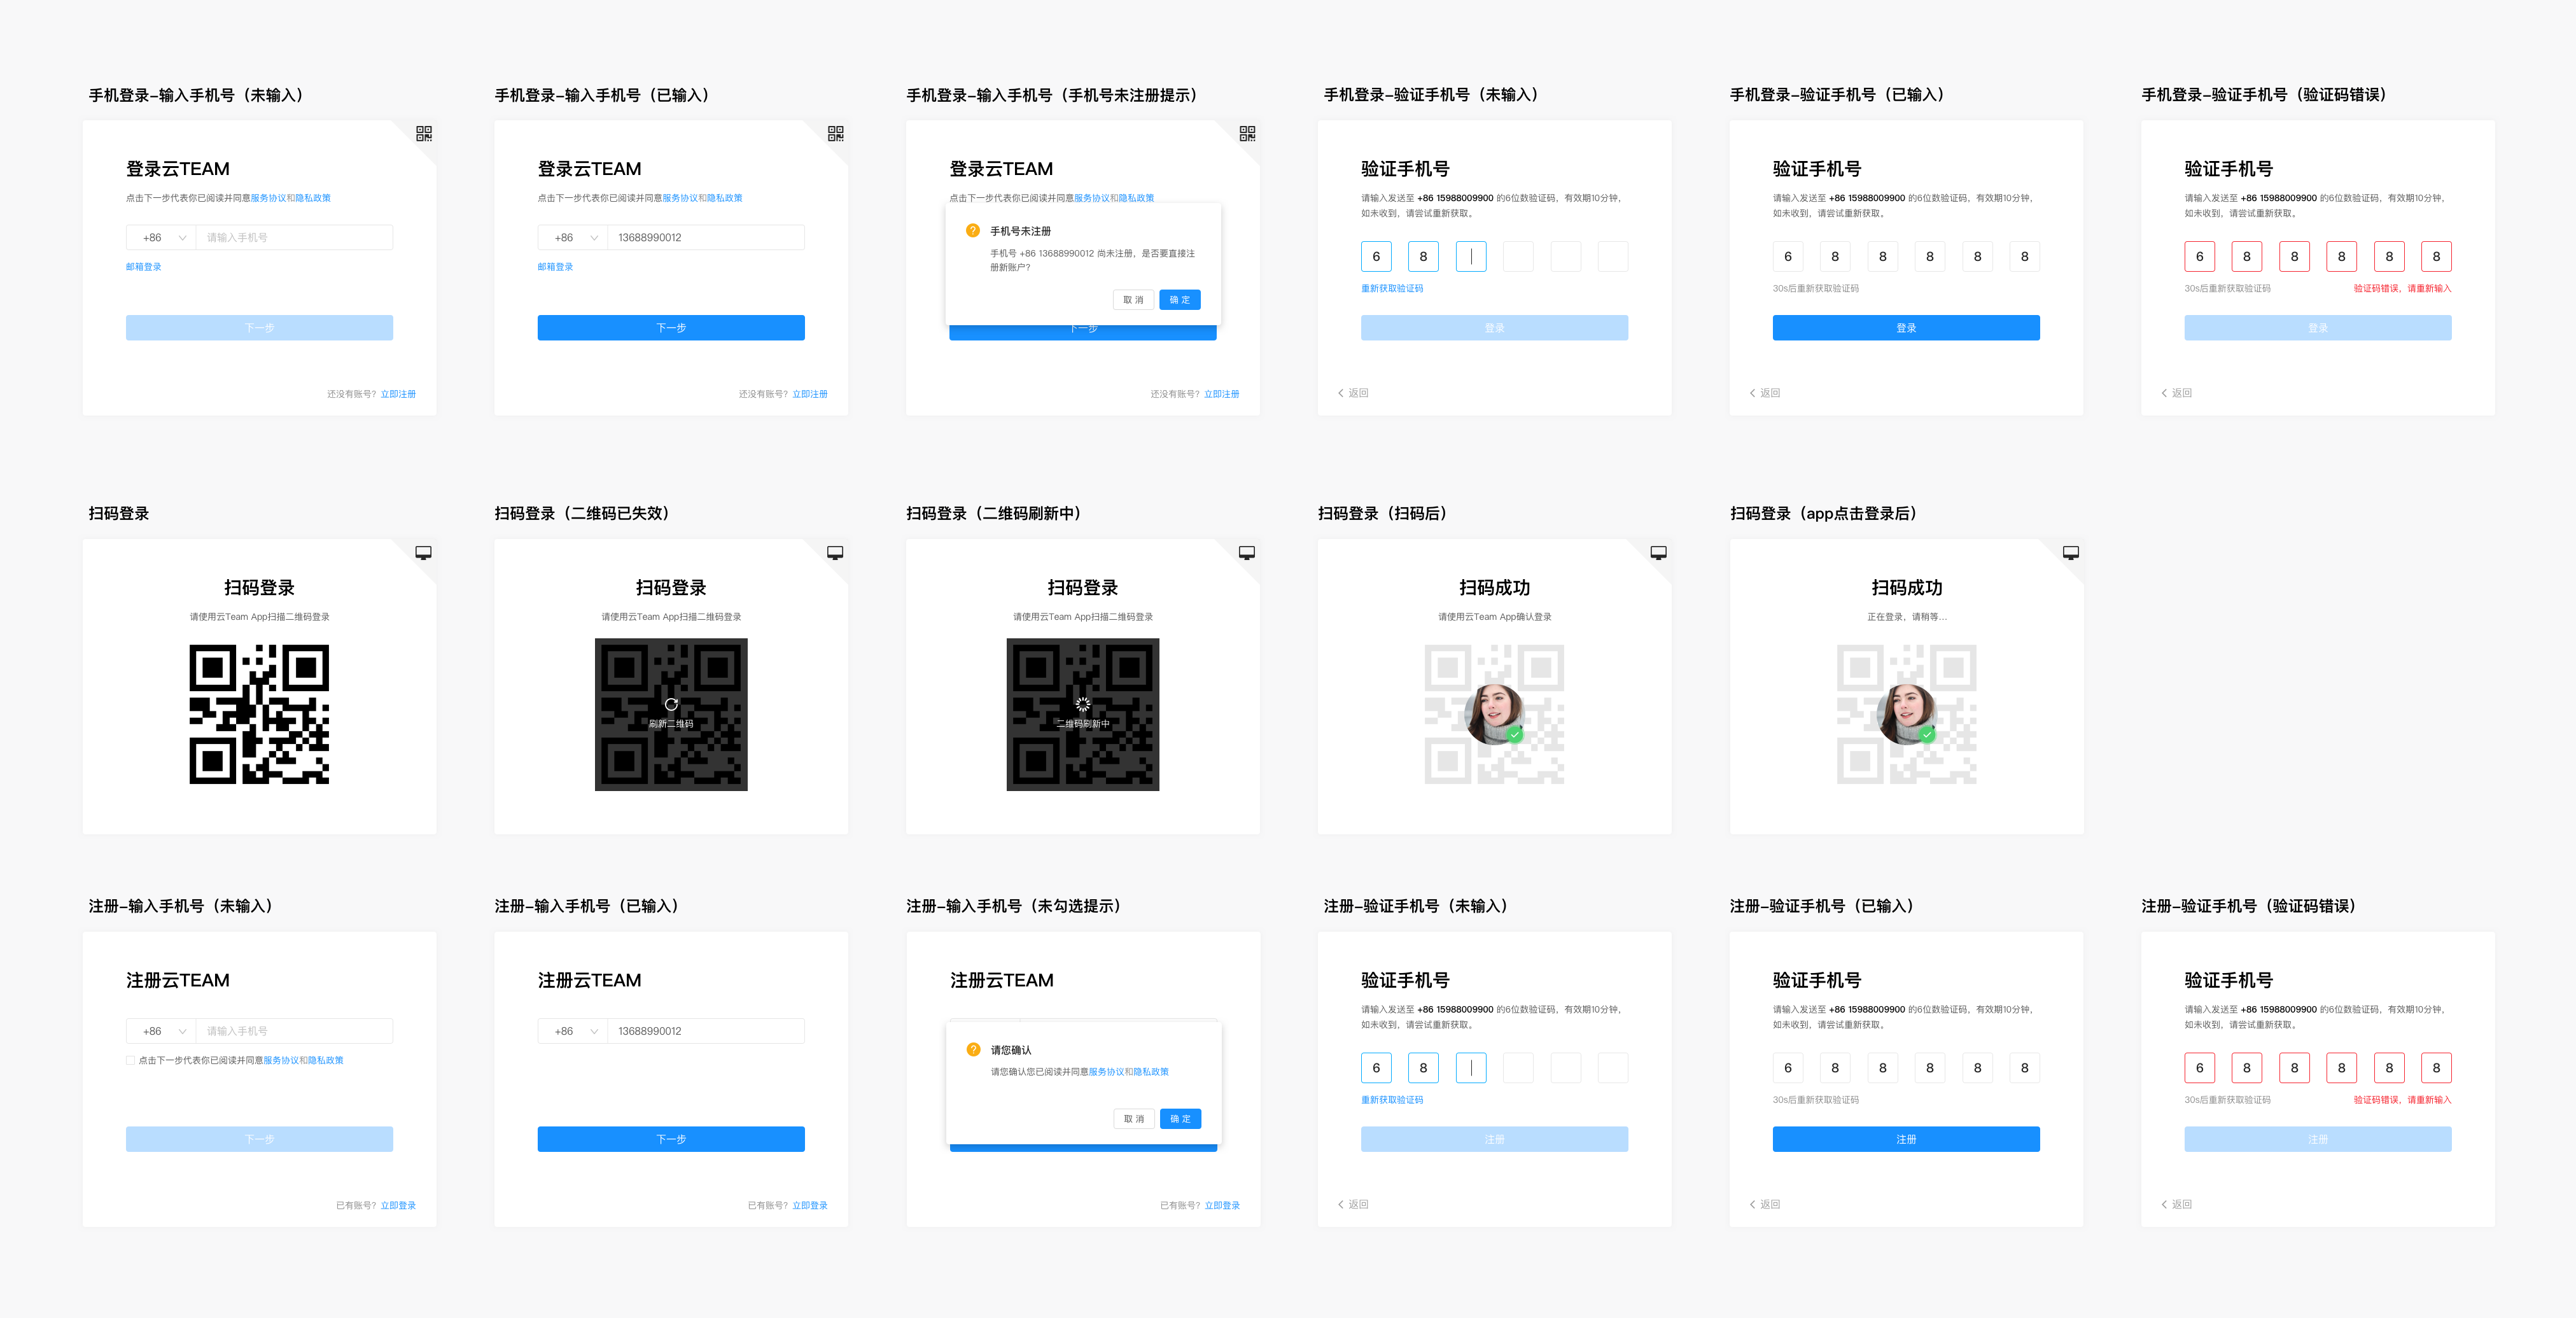 手机登录-输入手机号（未输入）
登录云TEAM
点击下一步代表你已阅读并同意服务协议和隐私政策
+86 请输入手机号
邮箱登录
下一步
还没有账号？立即注册
手机登录-输入手机号（已输入）
登录云TEAM
点击下一步代表你已阅读并同意服务协议和隐私政策
+86 13688990012
邮箱登录
下一步
还没有账号？立即注册
手机登录-输入手机号（手机号未注册提示）
登录云TEAM
点击下一步代表你已阅读并同意服务协议和隐私政策
手机号未注册
手机号 +86 13688990012 尚未注册，是否要直接注
册新账户?
取 消 确 定
下一步
还没有账号？立即注册
手机登录-验证手机号（未输入）
验证手机号
请输入发送至 +86 15988009900 的6位数验证码，有效期10分钟，
如未收到，请尝试重新获取。
6 8
重新获取验证码
登录
返回
手机登录-验证手机号（已输入）
验证手机号
请输入发送至 +86 15988009900 的6位数验证码，有效期10分钟，
如未收到，请尝试重新获取。
6 8 8 8 8 8
30s后重新获取验证码
登录
返回
手机登录-验证手机号（验证码错误）
验证手机号
请输入发送至 +86 15988009900 的6位数验证码，有效期10分钟，
如未收到，请尝试重新获取。
6 8 8 8 8 8
30s后重新获取验证码 验证码错误，请重新输入
登录
返回
扫码登录
扫码登录
请使用云Team App扫描二维码登录
扫码登录（二维码已失效）
扫码登录
请使用云Team App扫描二维码登录
刷新二维码
扫码登录（二维码刷新中）
扫码登录
请使用云Team App扫描二维码登录
二维码刷新中
扫码登录（扫码后）
扫码成功
请使用云Team App确认登录
扫码登录（app点击登录后）
扫码成功
正在登录，请稍等...
注册-输入手机号（未输入）
注册云TEAM
+86 请输入手机号
点击下一步代表你已阅读并同意服务协议和隐私政策
下一步
已有账号？立即登录
注册-输入手机号（已输入）
注册云TEAM
+86 13688990012
下一步
已有账号？立即登录
注册-输入手机号（未勾选提示）
注册云TEAM
请您确认
请您确认您已阅读并同意服务协议和隐私政策
取 消 确 定
已有账号？立即登录
注册-验证手机号（未输入）
验证手机号
请输入发送至 +86 15988009900 的6位数验证码，有效期10分钟，
如未收到，请尝试重新获取。
6 8
重新获取验证码
注册
返回
注册-验证手机号（已输入）
验证手机号
请输入发送至 +86 15988009900 的6位数验证码，有效期10分钟，
如未收到，请尝试重新获取。
6 8 8 8 8 8
30s后重新获取验证码
注册
返回
注册-验证手机号（验证码错误）
验证手机号
请输入发送至 +86 15988009900 的6位数验证码，有效期10分钟，
如未收到，请尝试重新获取。
6 8 8 8 8 8
30s后重新获取验证码 验证码错误，请重新输入
注册
返回